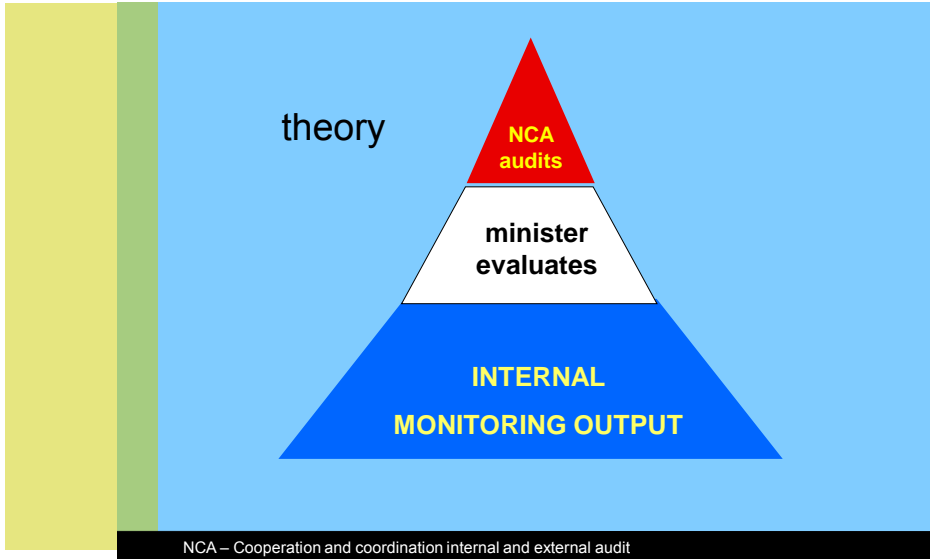 theory
NCA
audits
minister
evaluates
INTERNAL
MONITORING OUTPUT
NCA – Cooperation and coordination internal and external audit